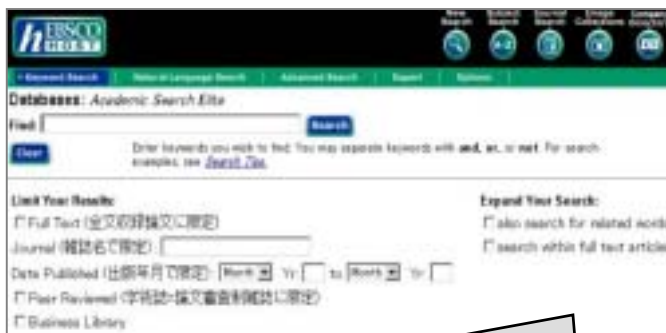 EBSCO
HOST
New Search Subject Search Journal Search Image Collections Company
Keyword Search Natural Language Search Advanced Search Expert Options
Databases: Academic Search Elite
Find: Search
Clear
Enter keywords you wish to find. You may separate keywords with and, or, or not. For search
examples, see Search Tips.
Limit Your Results: Expand Your Search:
Full Text (全文収録論文に限定) also search for related words
Journal (雑誌名で限定): search within full text articles
Date Published (出版年月で限定): Month Yr to Month Yr
Peer Reviewed (学術誌・論文審査制雑誌に限定)
Business Library